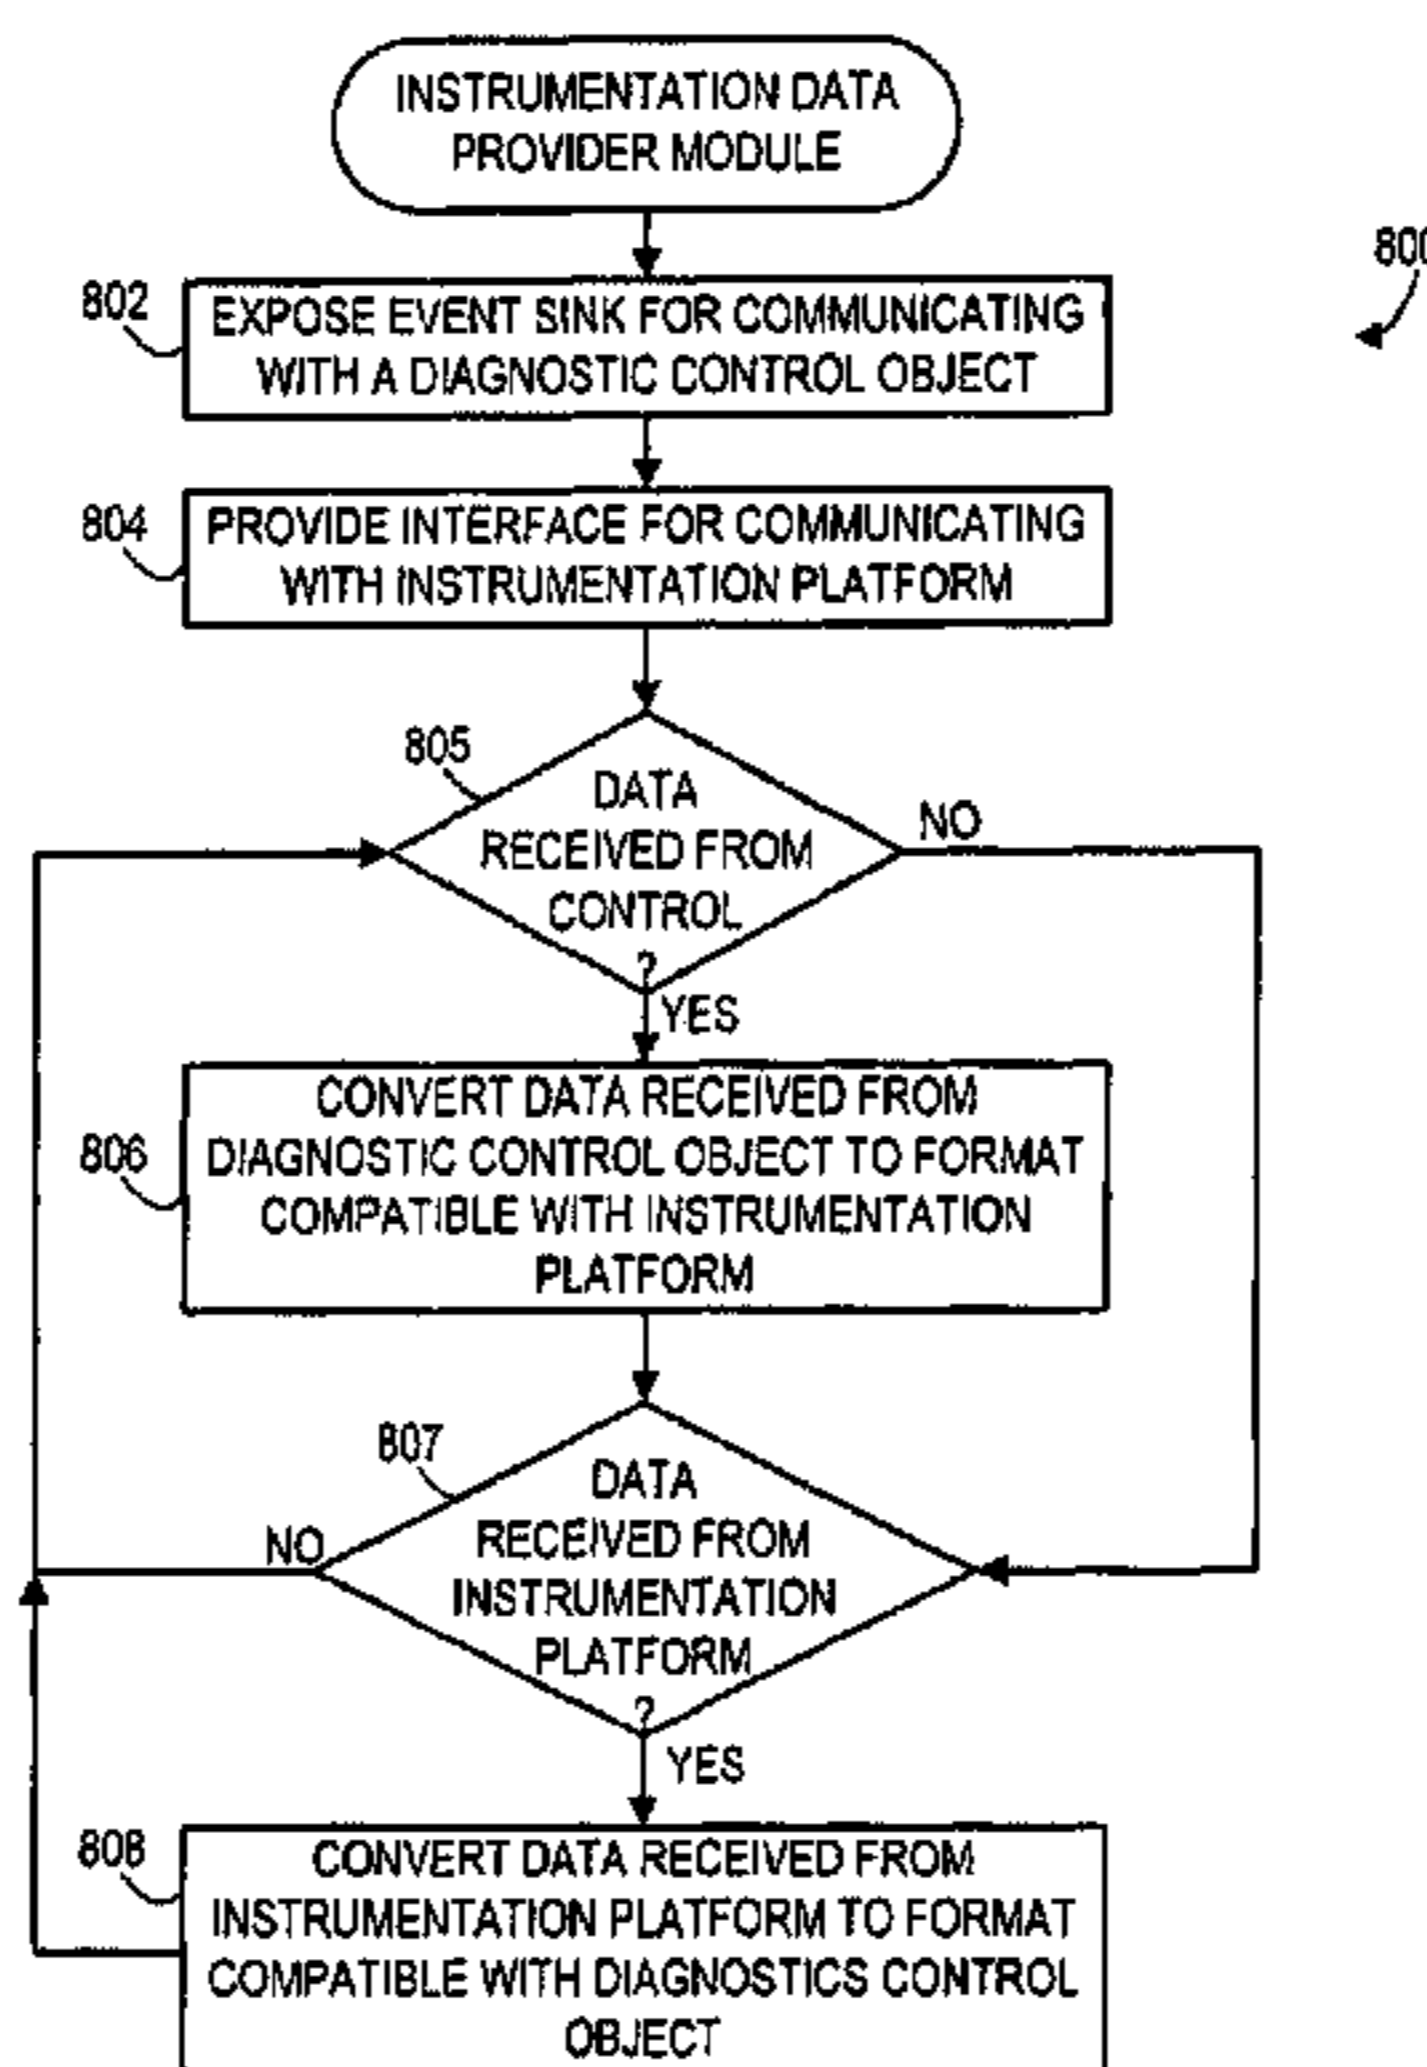 INSTRUMENTATION DATA
PROVIDER MODULE
800
802
EXPOSE EVENT SINK FOR COMMUNICATING
WITH A DIAGNOSTIC CONTROL OBJECT
804
PROVIDE INTERFACE FOR COMMUNICATING
WITH INSTRUMENTATION PLATFORM
805
DATA
RECEIVED FROM
CONTROL
?
NO
YES
806
CONVERT DATA RECEIVED FROM
DIAGNOSTIC CONTROL OBJECT TO FORMAT
COMPATIBLE WITH INSTRUMENTATION
PLATFORM
807
DATA
RECEIVED FROM
INSTRUMENTATION
PLATFORM
?
NO
YES
808
CONVERT DATA RECEIVED FROM
INSTRUMENTATION PLATFORM TO FORMAT
COMPATIBLE WITH DIAGNOSTICS CONTROL
OBJECT